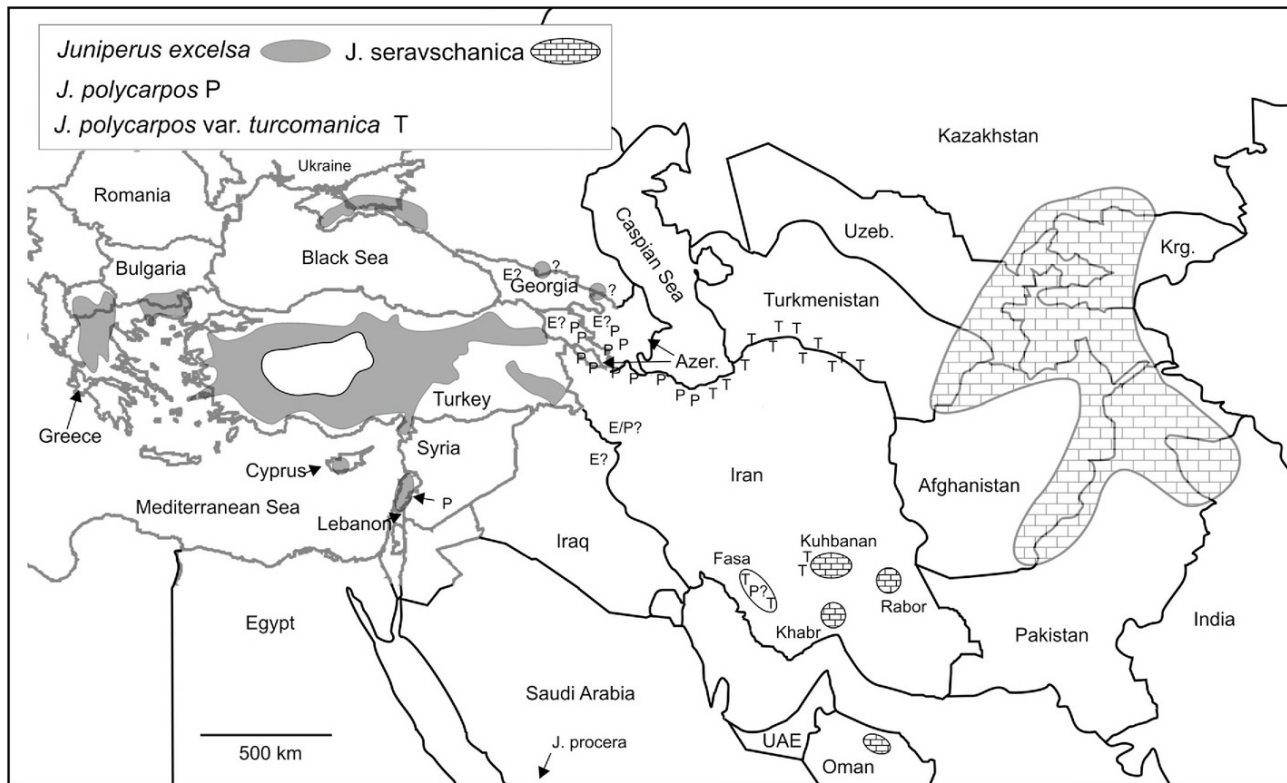 Juniperus excelsa J. seravschanica
J. polycarpos P
J. polycarpos var. turcomanica T
Kazakhstan
Ukraine
Romania
Caspian Sea
Uzeb.
Krg.
Black Sea
Bulgaria
E? ?
Georgia ?
Turkmenistan
E? P E? P
P P P P
T T T
T T T T T
Azer.
P P P P P P
P P T T
Turkey
Greece
E/P?
Syria
E?
Cyprus
Iran
Afghanistan
P
Mediterranean Sea
Lebanon
Iraq
Kuhbanan
T
T
Fasa
T
P?
T
Rabor
Khabr
Egypt
India
Pakistan
Saudi Arabia
500 km
J. procera
UAE
Oman